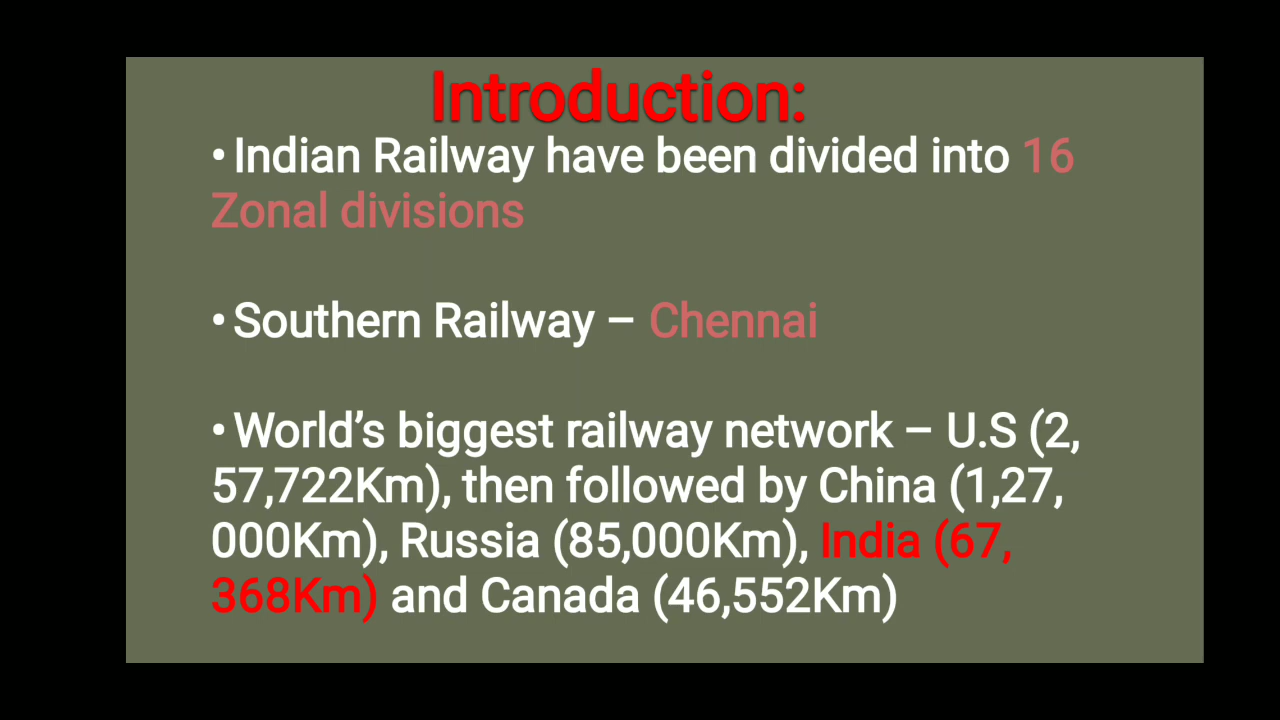 Introduction:
• Indian Railway have been divided into 16
Zonal divisions
• Southern Railway – Chennai
• World’s biggest railway network – U.S (2,
57,722Km), then followed by China (1,27,
000Km), Russia (85,000Km), India (67,
368Km) and Canada (46,552Km)